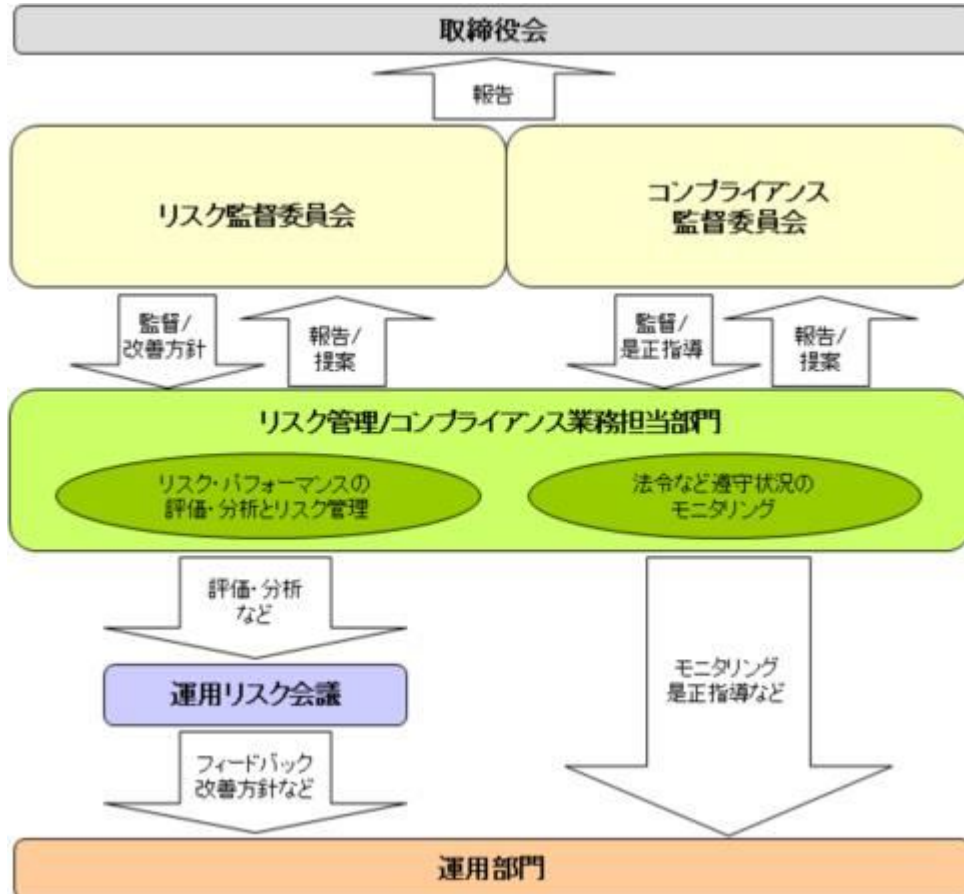 取締役会
報告
リスク監督委員会
コンプライアンス
監督委員会
監督/
改善方針
報告/
提案
監督/
是正指導
報告/
提案
リスク管理/コンプライアンス業務担当部門
リスク・パフォーマンスの
評価・分析とリスク管理
法令など遵守状況の
モニタリング
評価・分析
など
運用リスク会議
モニタリング
是正指導など
フィードバック
改善方針など
運用部門